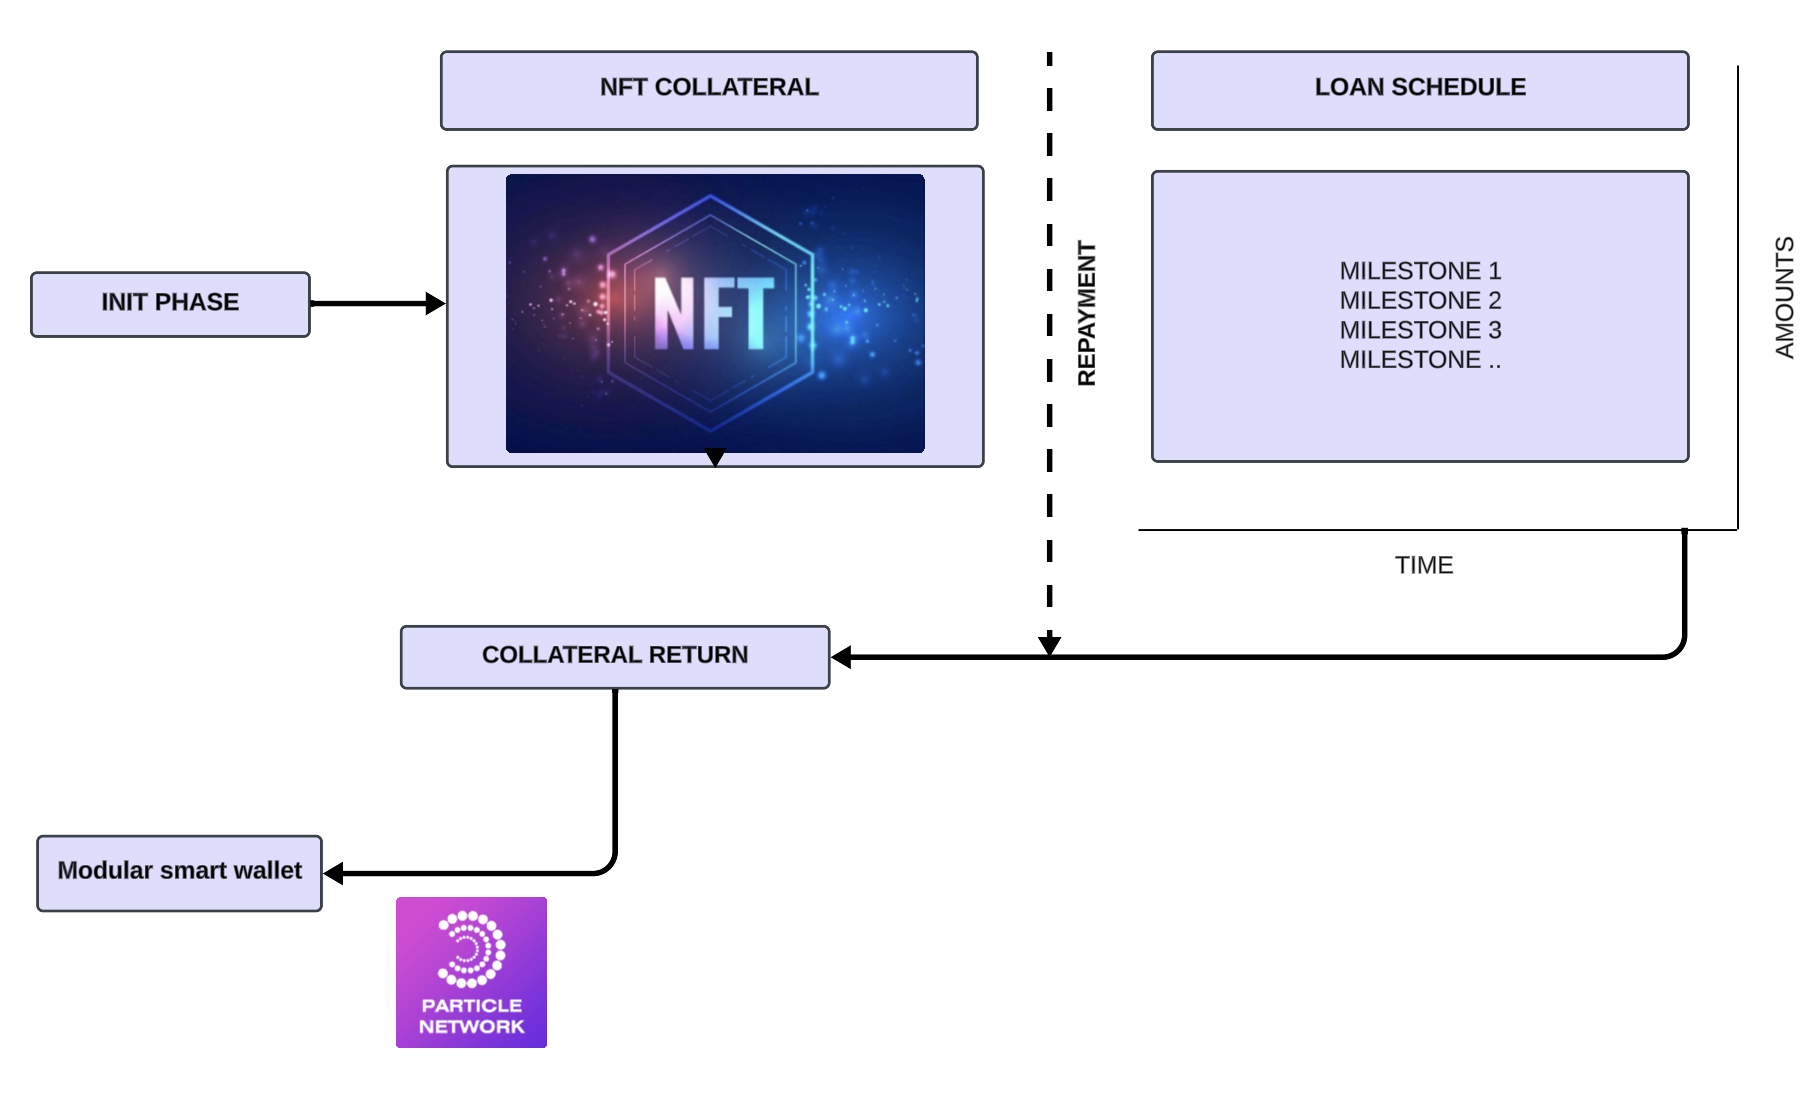 NFT COLLATERAL
LOAN SCHEDULE
INIT PHASE
NFT
REPAYMENT
MILESTONE 1
MILESTONE 2
MILESTONE 3
MILESTONE ..
AMOUNTS
TIME
COLLATERAL RETURN
Modular smart wallet
PARTICLE
NETWORK